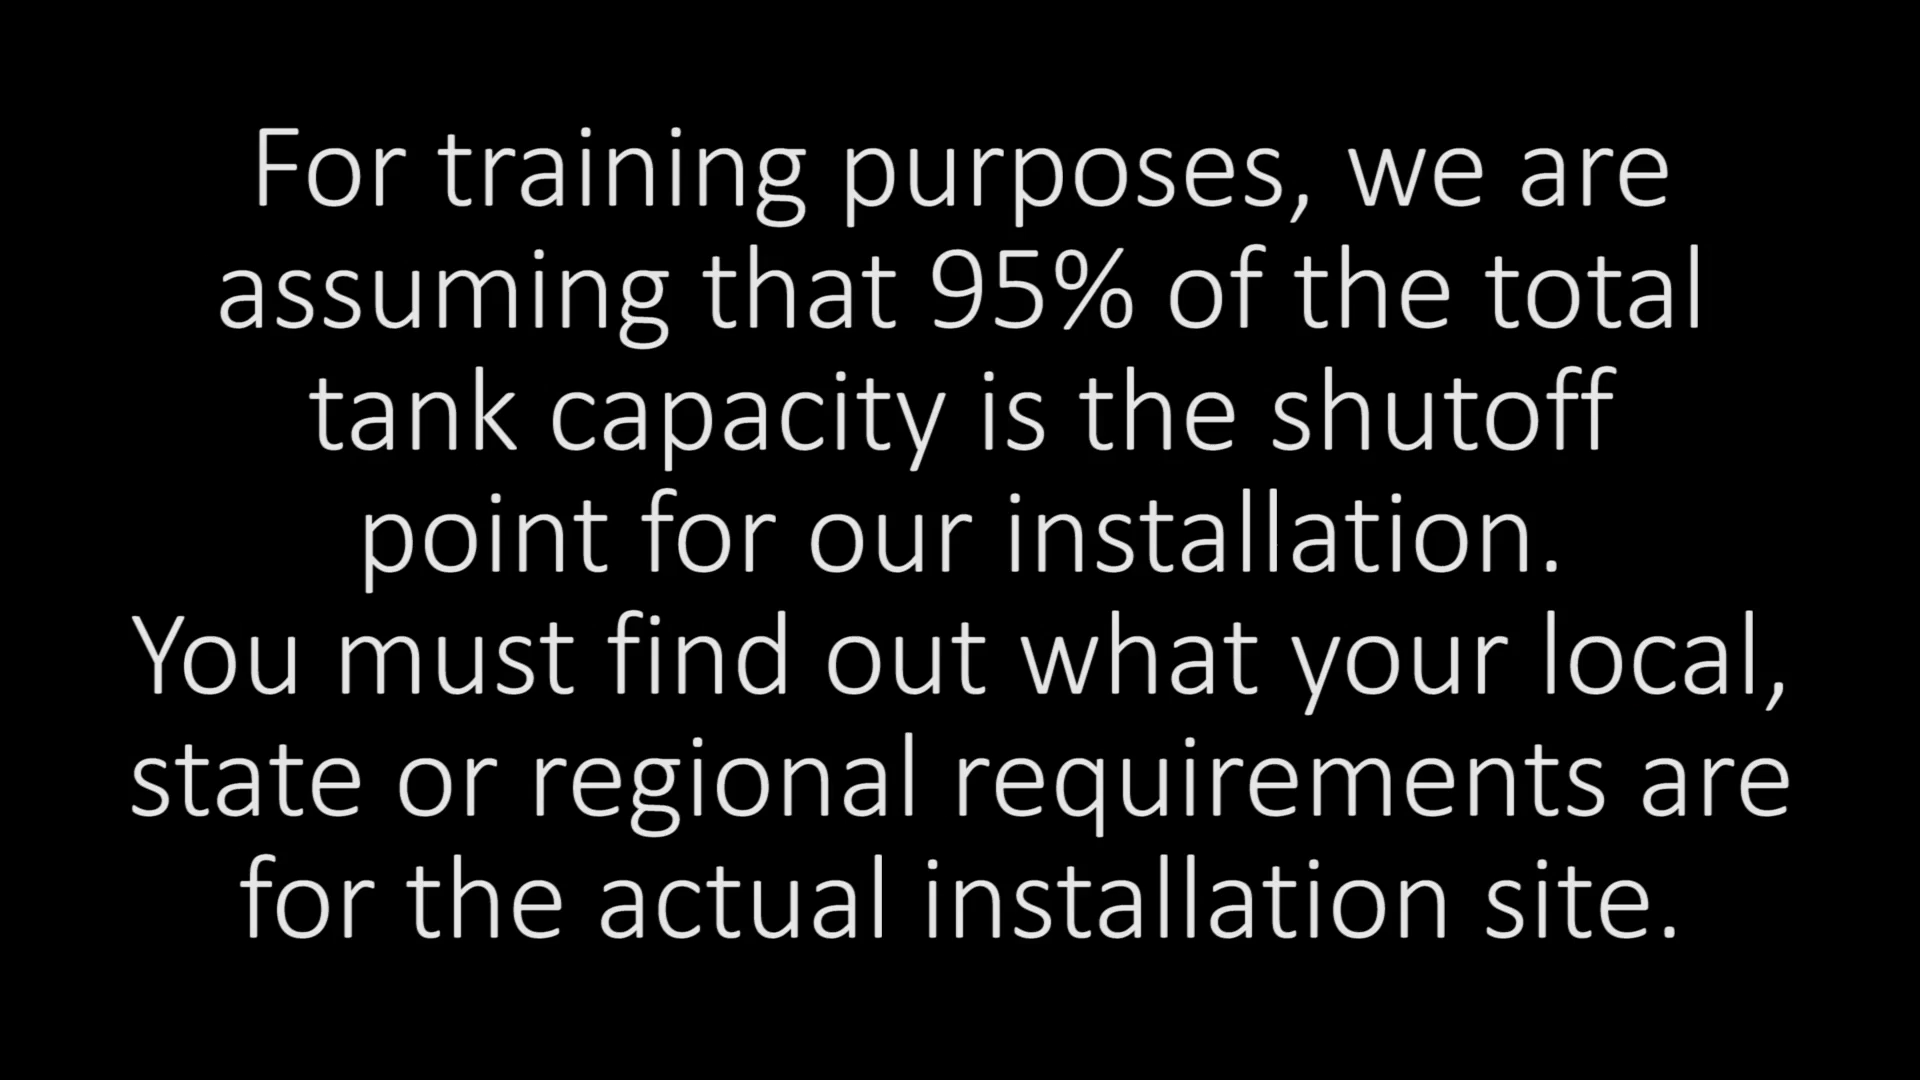 For training purposes, we are
assuming that 95% of the total
tank capacity is the shutoff
point for our installation.
You must find out what your local,
state or regional requirements are
for the actual installation site.